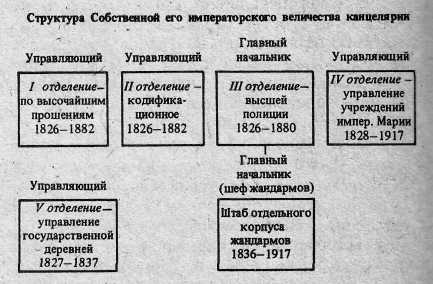 Структура Собственной его императорского величества канцелярии
Управляющий
I отделение—
по высочайшим
прошениям
1826—1882
Управляющий
II отделение—
кодифика-
ционное
1826—1882
Главный
начальник
III отделение—
высшей
полиции
1826—1880
Управляющий
IV отделение—
управление
учреждений
импер. Марии
1828—1917
Управляющий
V отделение—
управление
государственной
деревней
1827—1837
Главный
начальник
(шеф жандармов)
Штаб отдельного
корпуса
жандармов
1836—1917